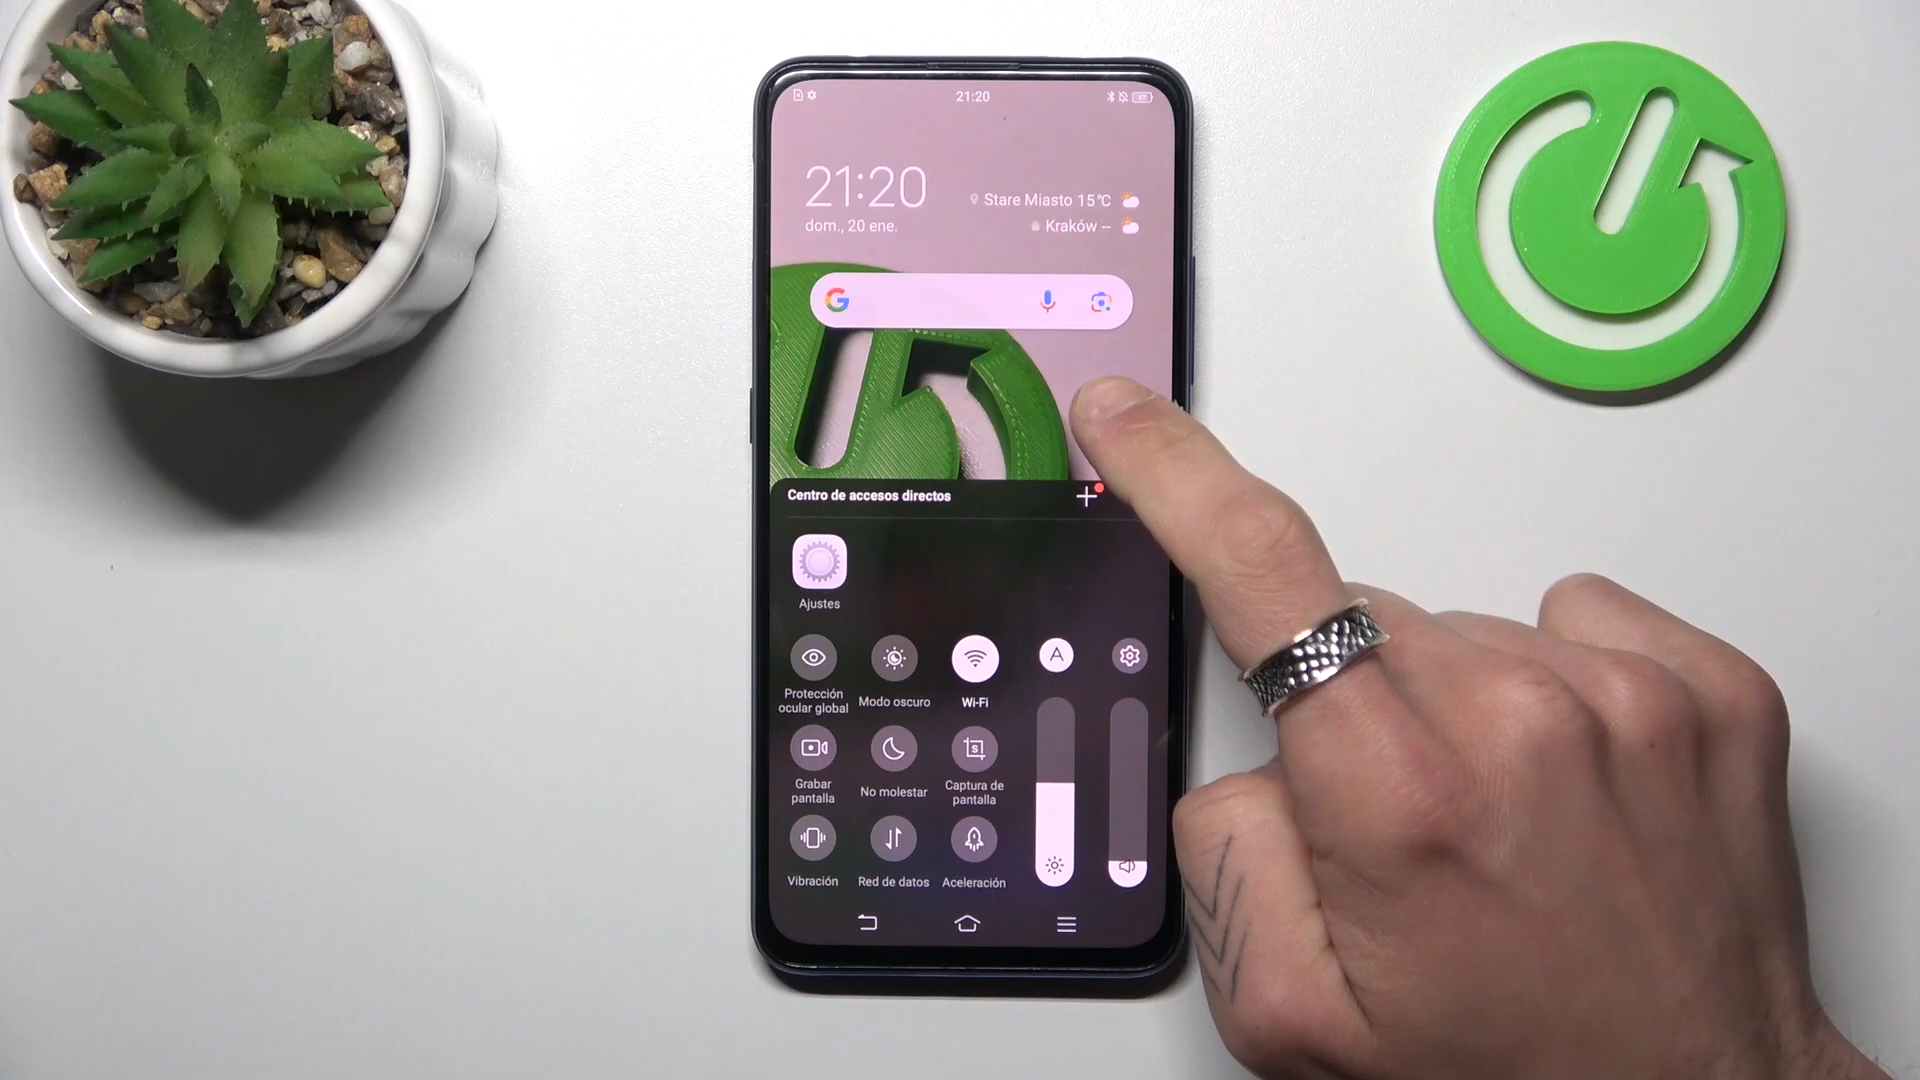 21:20
21:20
Stare Miasto 15℃
dom., 20 ene.
Kraków --
G
Centro de accesos directos
Ajustes
A
Protección
ocular global
Modo oscuro
Wi-Fi
S
Grabar
pantalla
No molestar
Captura de
pantalla
Vibración
Red de datos
Aceleración